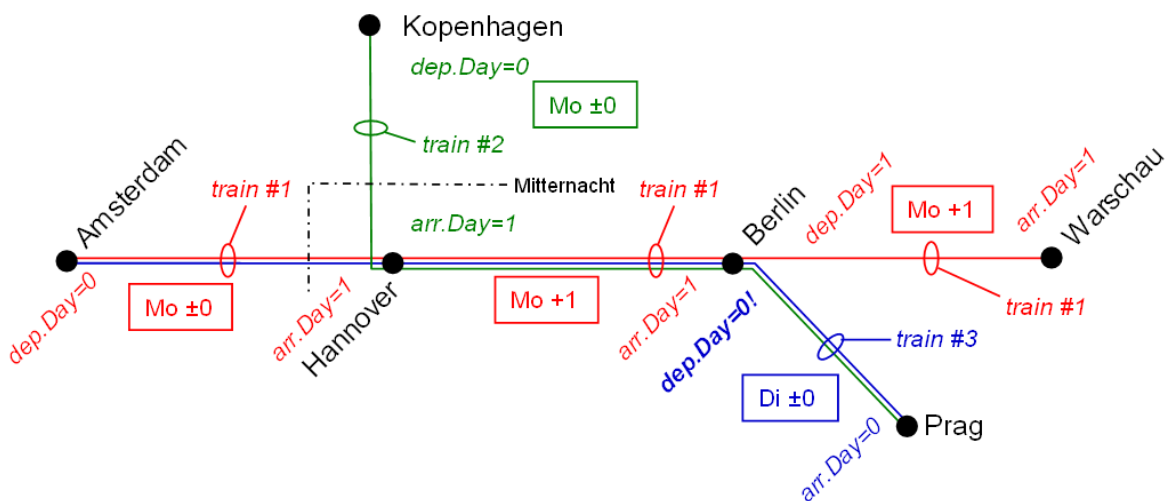 Kopenhagen
dep.Day=0
Mo ±0
train #2
Amsterdam
train #1
Mitternacht
train #1
Berlin
dep.Day=1
Mo +1
arr.Day=1
Warschau
arr.Day=1
dep.Day=0
Mo ±0
arr.Day=1
Hannover
Mo +1
arr.Day=1
dep.Day=0!
train #1
train #3
Di ±0
arr.Day=0
Prag